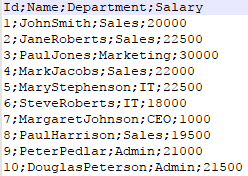 Id;Name;Department;Salary
1;JohnSmith;Sales;20000
2;JaneRoberts;Sales;22500
3;PaulJones;Marketing;30000
4;MarkJacobs;Sales;22000
5;MaryStephenson;IT;22500
6;SteveRoberts;IT;18000
7;MargaretJohnson;CEO;1000
8;PaulHarrison;Sales;19500
9;PeterPedlar;Admin;21000
10;DouglasPeterson;Admin;21500